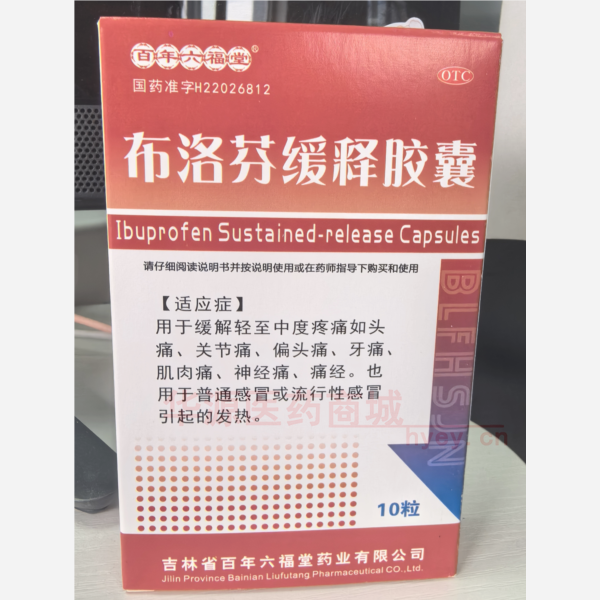 百年六福堂®
国药准字H22026812
OTC
布洛芬缓释胶囊
Ibuprofen Sustained-release Capsules
请仔细阅读说明书并按说明使用或在药师指导下购买和使用
【适应症】
用于缓解轻至中度疼痛如头
痛、关节痛、偏头痛、牙痛、
肌肉痛、神经痛、痛经。也
用于普通感冒或流行性感冒
引起的发热。
BLFHSJN
医药商城
10粒
吉林省百年六福堂药业有限公司
Jilin Province Bainian Liufutang Pharmaceutical CO.,Ltd.